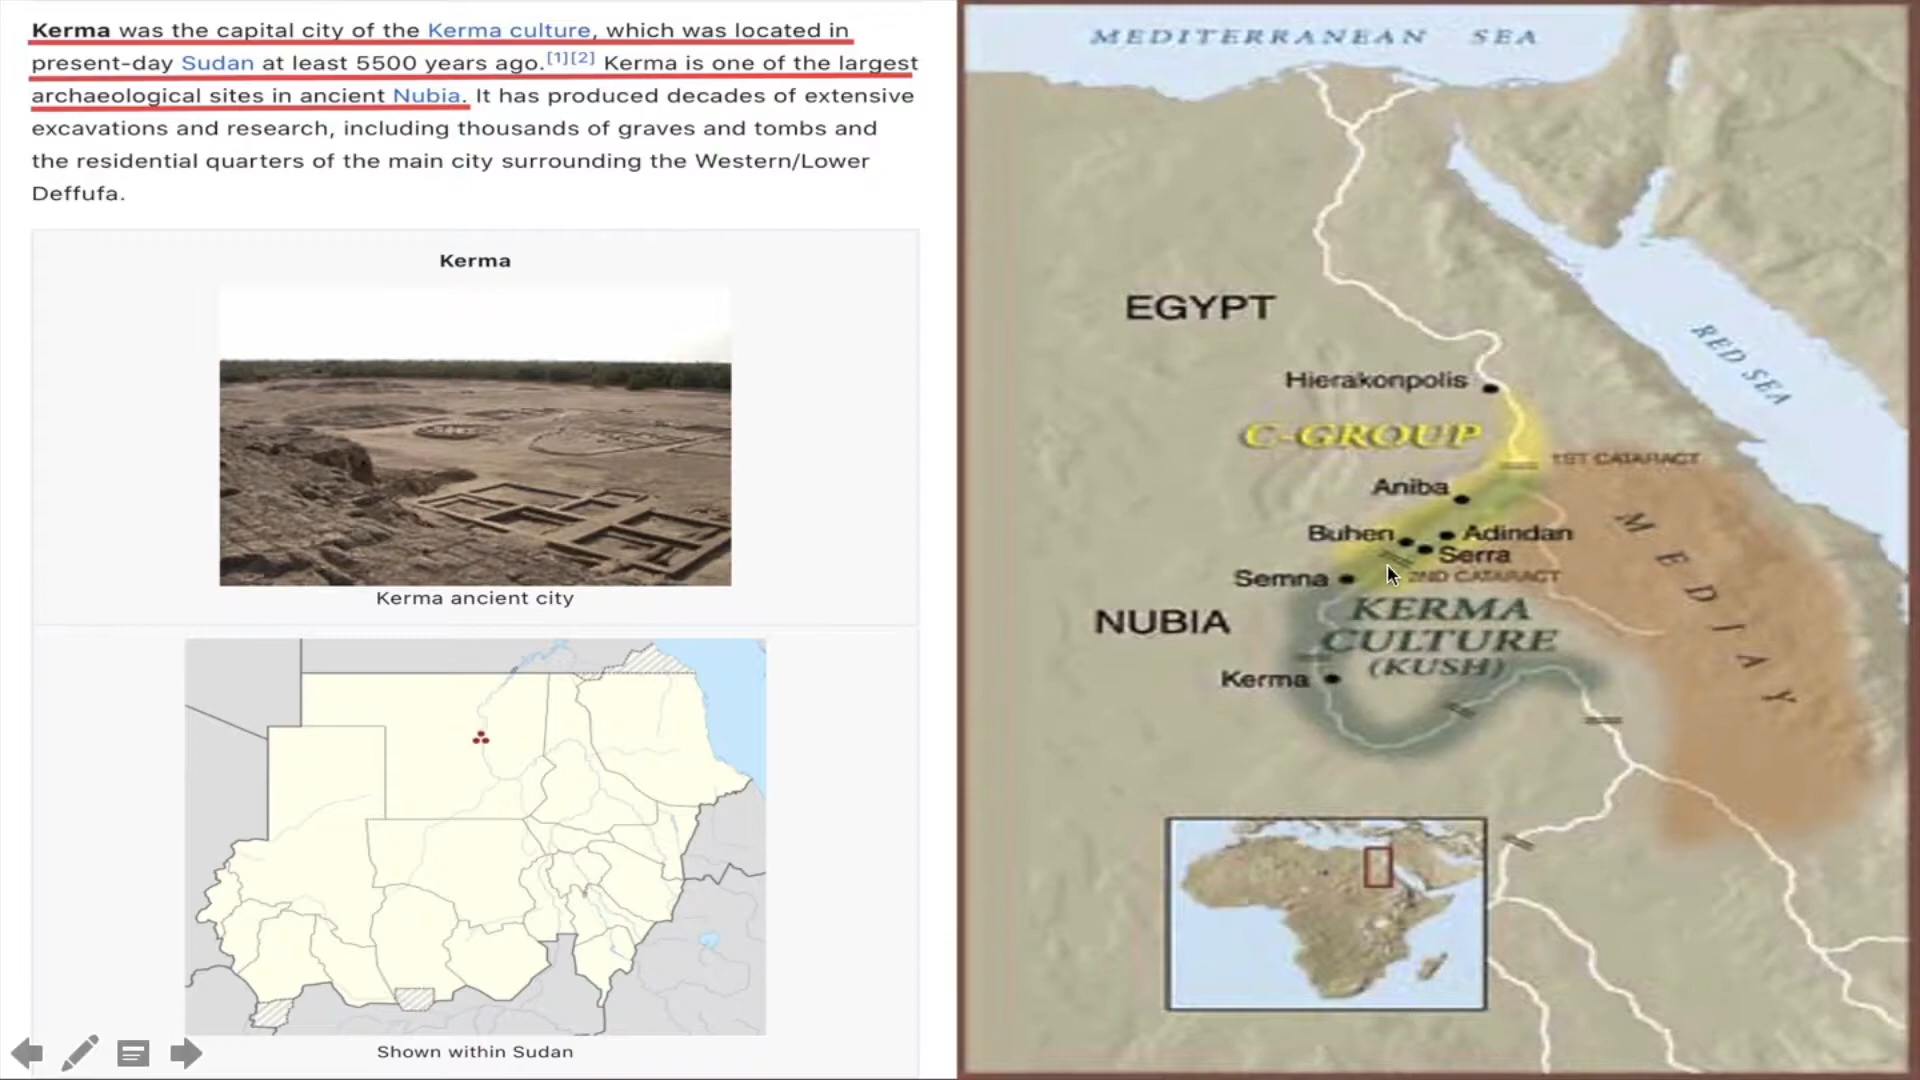 Kerma was the capital city of the Kerma culture, which was located in
present-day Sudan at least 5500 years ago.[1][2] Kerma is one of the largest
archaeological sites in ancient Nubia. It has produced decades of extensive
excavations and research, including thousands of graves and tombs and
the residential quarters of the main city surrounding the Western/Lower
Deffufa.
Kerma
Kerma ancient city
Shown within Sudan
MEDITERRANEAN SEA
EGYPT
RED SEA
Hierakonpolis
C-GROUP
1ST CATARACT
Aniba
Buhen
Adindan
Serra
Semna
2ND CATARACT
MEDJAY
NUBIA
KERMA
CULTURE
(KUSH)
Kerma